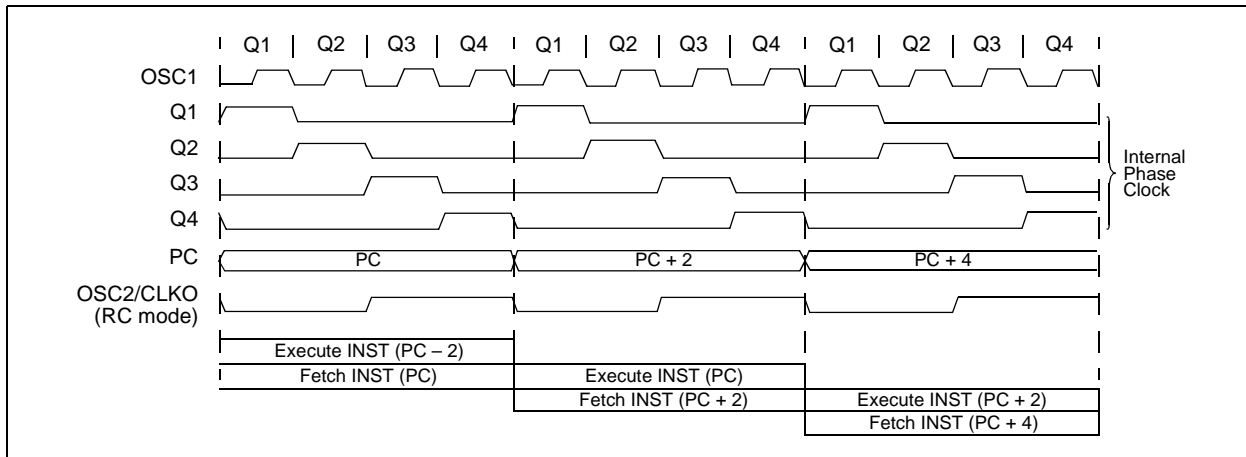 Q1 Q2 Q3 Q4 Q1 Q2 Q3 Q4 Q1 Q2 Q3 Q4
OSC1
Q1
Q2
Q3
Q4
Internal
Phase
Clock
PC PC PC + 2 PC + 4
OSC2/CLKO
(RC mode)
Execute INST (PC – 2)
Fetch INST (PC) Execute INST (PC)
Fetch INST (PC + 2) Execute INST (PC + 2)
Fetch INST (PC + 4)